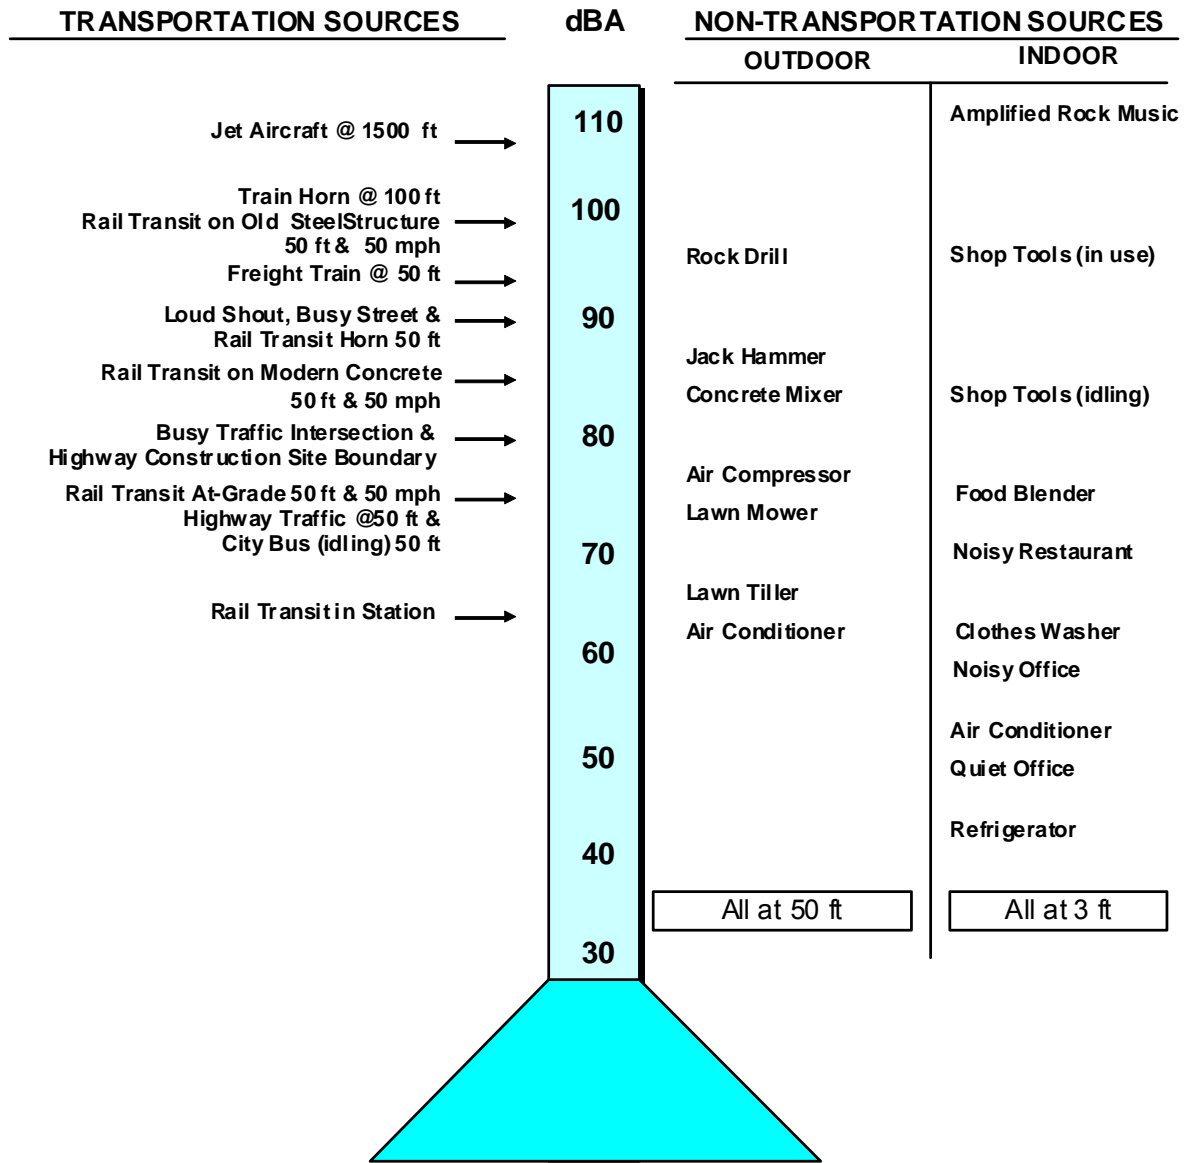 TRANSPORTATION SOURCES
dBA
NON-TRANSPORTATION SOURCES
OUTDOOR
INDOOR
Jet Aircraft @ 1500 ft
Train Horn @ 100 ft
Rail Transit on Old SteelStructure
50 ft & 50 mph
Freight Train @ 50 ft
Loud Shout, Busy Street &
Rail Transit Horn 50 ft
Rail Transit on Modern Concrete
50 ft & 50 mph
Busy Traffic Intersection &
Highway Construction Site Boundary
Rail Transit At-Grade 50 ft & 50 mph
Highway Traffic @50 ft &
City Bus (idling) 50 ft
Rail Transit in Station
110
100
90
80
70
60
50
40
30
Rock Drill
Jack Hammer
Concrete Mixer
Air Compressor
Lawn Mower
Lawn Tiller
Air Conditioner
All at 50 ft
Amplified Rock Music
Shop Tools (in use)
Shop Tools (idling)
Food Blender
Noisy Restaurant
Clothes Washer
Noisy Office
Air Conditioner
Quiet Office
Refrigerator
All at 3 ft